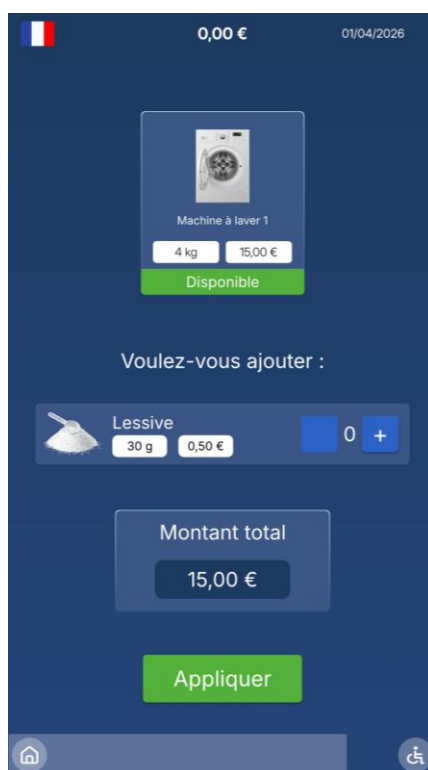 0,00 €
01/04/2026
Machine à laver 1
4 kg
15,00 €
Disponible
Voulez-vous ajouter :
Lessive
30 g
0,50 €
0 +
Montant total
15,00 €
Appliquer